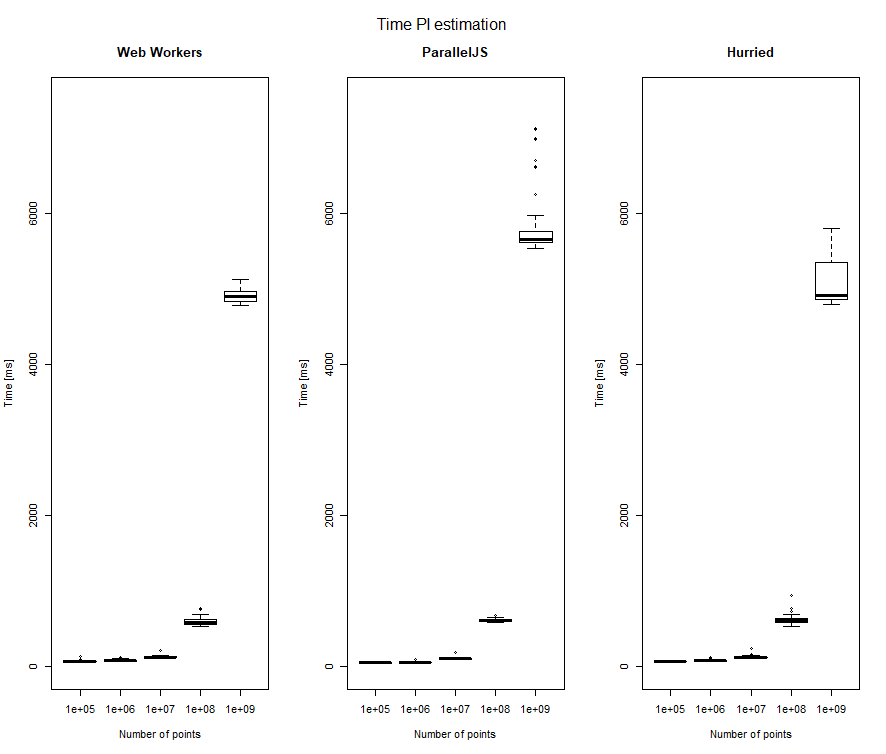 Time PI estimation
Web Workers
ParallelJS
Hurried
Time [ms]
0
2000
4000
6000
1e+05 1e+06 1e+07 1e+08 1e+09
Number of points
Time [ms]
0
2000
4000
6000
1e+05 1e+06 1e+07 1e+08 1e+09
Number of points
Time [ms]
0
2000
4000
6000
1e+05 1e+06 1e+07 1e+08 1e+09
Number of points